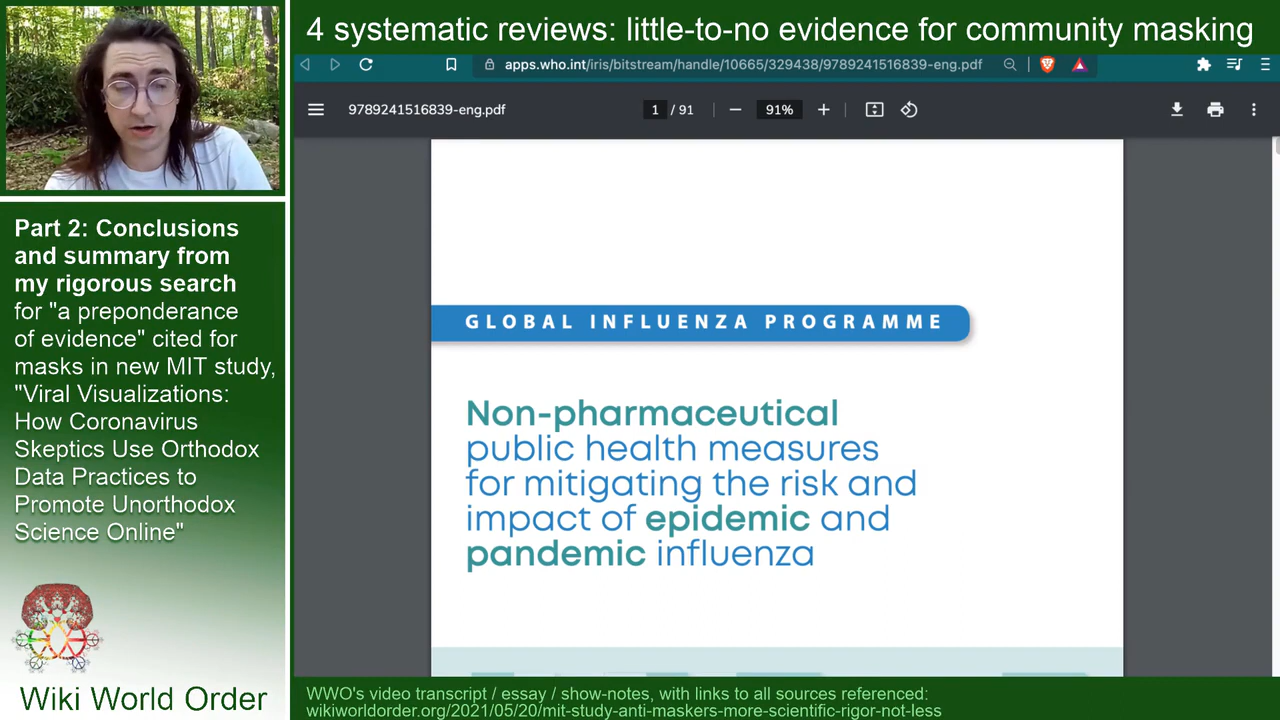 4 systematic reviews: little-to-no evidence for community masking
apps.who.int/iris/bitstream/handle/10665/329438/9789241516839-eng.pdf
9789241516839-eng.pdf
1 / 91
91%
GLOBAL INFLUENZA PROGRAMME
Non-pharmaceutical
public health measures
for mitigating the risk and
impact of epidemic and
pandemic influenza
Part 2: Conclusions
and summary from
my rigorous search
for "a preponderance
of evidence" cited for
masks in new MIT study,
"Viral Visualizations:
How Coronavirus
Skeptics Use Orthodox
Data Practices to
Promote Unorthodox
Science Online"
Wiki World Order
WWO's video transcript / essay / show-notes, with links to all sources referenced:
wikiworldorder.org/2021/05/20/mit-study-anti-maskers-more-scientific-rigor-not-less